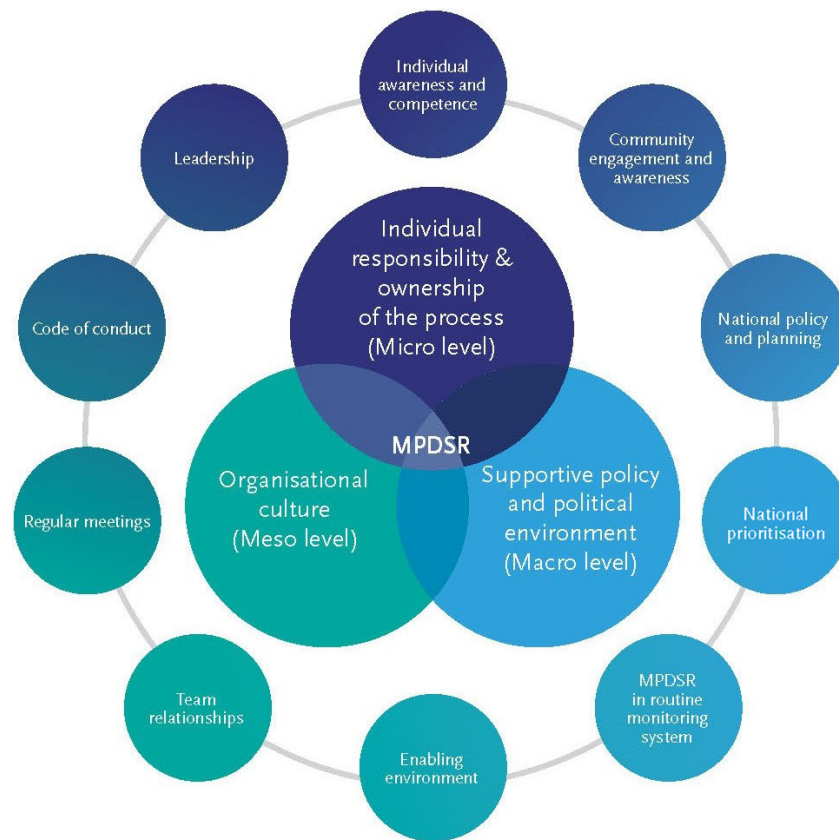 Individual
awareness and
competence
Community
engagement and
awareness
National policy
and planning
National
prioritisation
MPDSR
in routine
monitoring
system
Enabling
environment
Team
relationships
Regular meetings
Code of conduct
Leadership
Individual
responsibility &
ownership
of the process
(Micro level)
MPDSR
Organisational
culture
(Meso level)
Supportive policy
and political
environment
(Macro level)